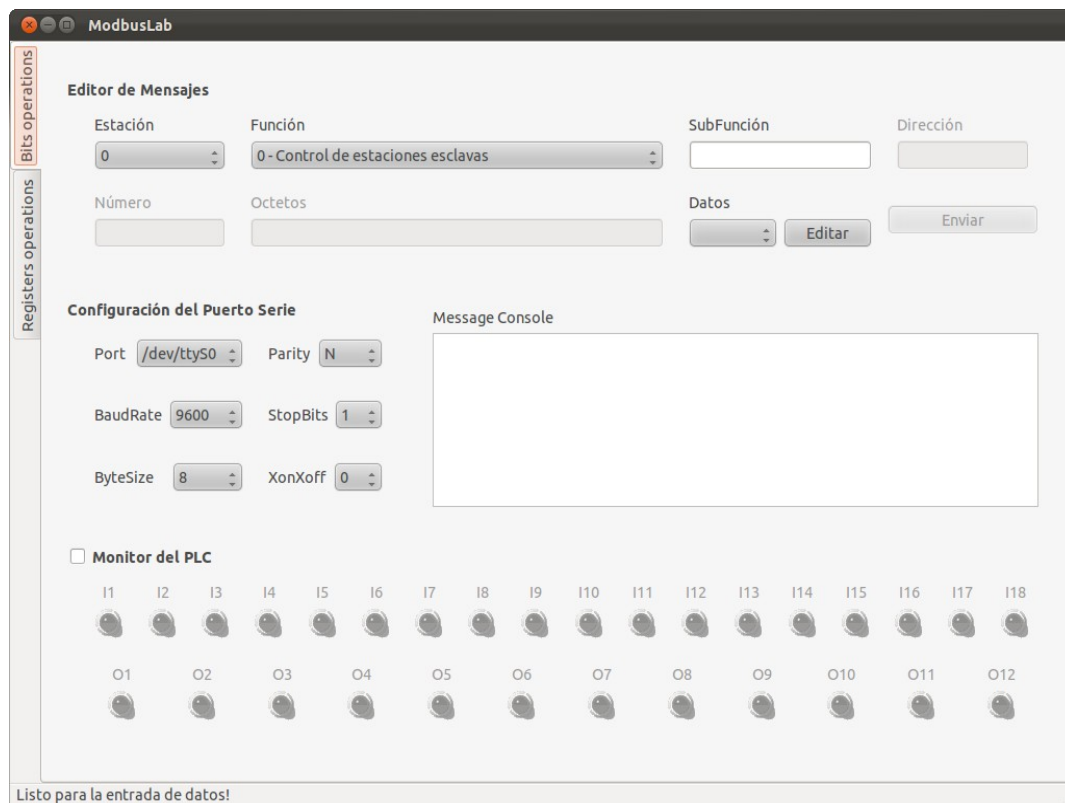 ModbusLab
Bits operations
Registers operations
Editor de Mensajes
Estación Función SubFunción Dirección
0 0 - Control de estaciones esclavas
Número Octetos Datos
Editar Enviar
Configuración del Puerto Serie
Message Console
Port /dev/ttyS0 Parity N
BaudRate 9600 StopBits 1
ByteSize 8 XonXoff 0
Monitor del PLC
I1 I2 I3 I4 I5 I6 I7 I8 I9 I10 I11 I12 I13 I14 I15 I16 I17 I18
O1 O2 O3 O4 O5 O6 O7 O8 O9 O10 O11 O12
Listo para la entrada de datos!